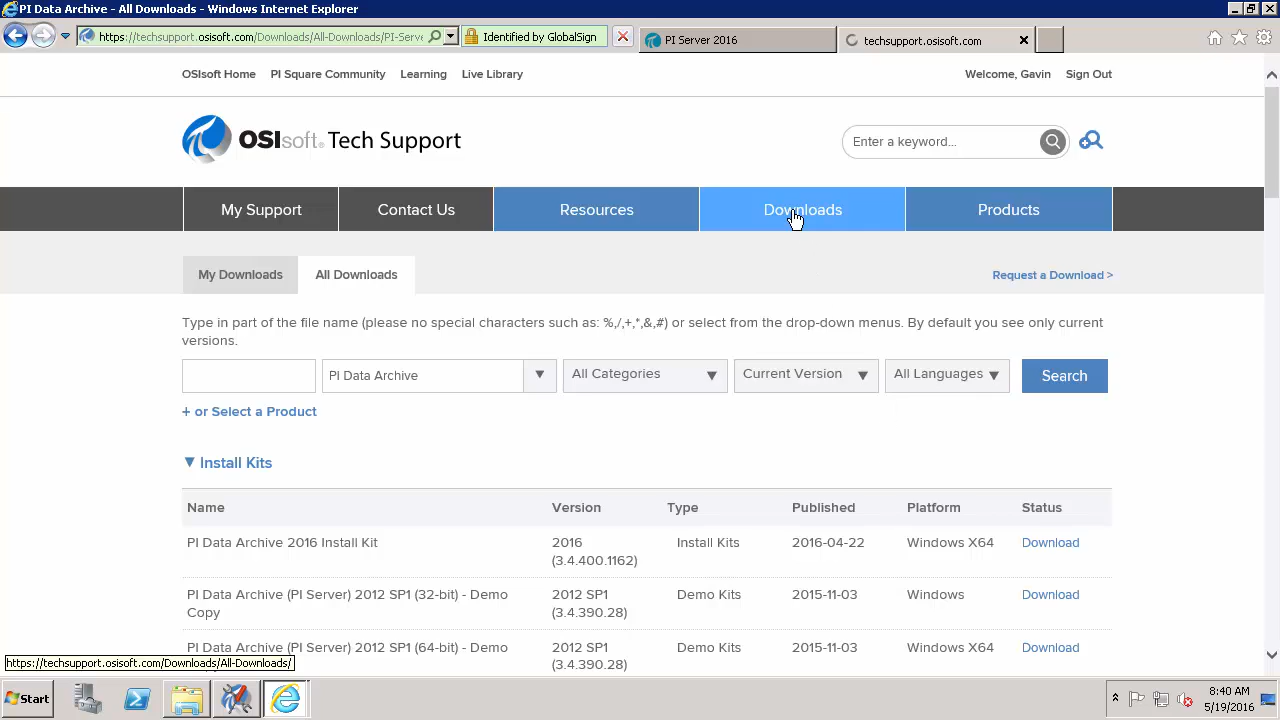 PI Data Archive - All Downloads - Windows Internet Explorer
https://techsupport.osisoft.com/Downloads/All-Downloads/PI-Serve
Identified by GlobalSign
PI Server 2016
techsupport.osisoft.com
OSIsoft Home
PI Square Community
Learning
Live Library
Welcome, Gavin
Sign Out
OSIsoft. Tech Support
Enter a keyword...
My Support
Contact Us
Resources
Downloads
Products
My Downloads
All Downloads
Request a Download >
Type in part of the file name (please no special characters such as: %,/,+,*,&,#) or select from the drop-down menus. By default you see only current
versions.
PI Data Archive
All Categories
Current Version
All Languages
Search
+ or Select a Product
Install Kits
Name Version Type Published Platform Status
PI Data Archive 2016 Install Kit 2016 Install Kits 2016-04-22 Windows X64 Download
(3.4.400.1162)
PI Data Archive (PI Server) 2012 SP1 (32-bit) - Demo 2012 SP1 Demo Kits 2015-11-03 Windows Download
Copy (3.4.390.28)
PI Data Archive (PI Server) 2012 SP1 (64-bit) - Demo 2012 SP1 Demo Kits 2015-11-03 Windows X64 Download
(3.4.390.28)
https://techsupport.osisoft.com/Downloads/All-Downloads/
Start
8:40 AM
5/19/2016